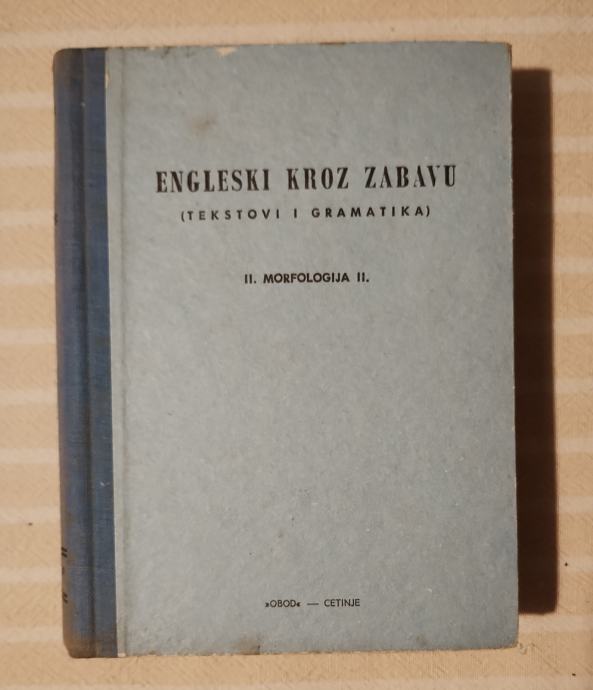 ENGLESKI KROZ ZABAVU
(TEKSTOVI I GRAMATIKA)
II. MORFOLOGIJA II.
»OBOD« — CETINJE